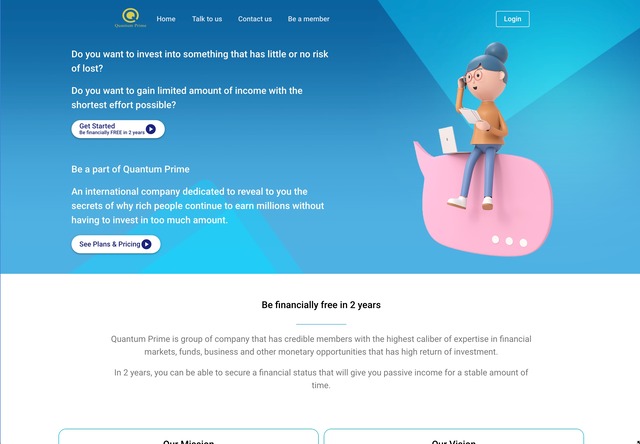 Quantum Prime
Home
Talk to us
Contact us
Be a member
Login
Do you want to invest into something that has little or no risk
of lost?
Do you want to gain limited amount of income with the
shortest effort possible?
Get Started
Be financially FREE in 2 years
Be a part of Quantum Prime
An international company dedicated to reveal to you the
secrets of why rich people continue to earn millions without
having to invest in too much amount.
See Plans & Pricing
Be financially free in 2 years
Quantum Prime is group of company that has credible members with the highest caliber of expertise in financial
markets, funds, business and other monetary opportunities that has high return of investment.
In 2 years, you can be able to secure a financial status that will give you passive income for a stable amount of
time.
Our Mission
Our Vision